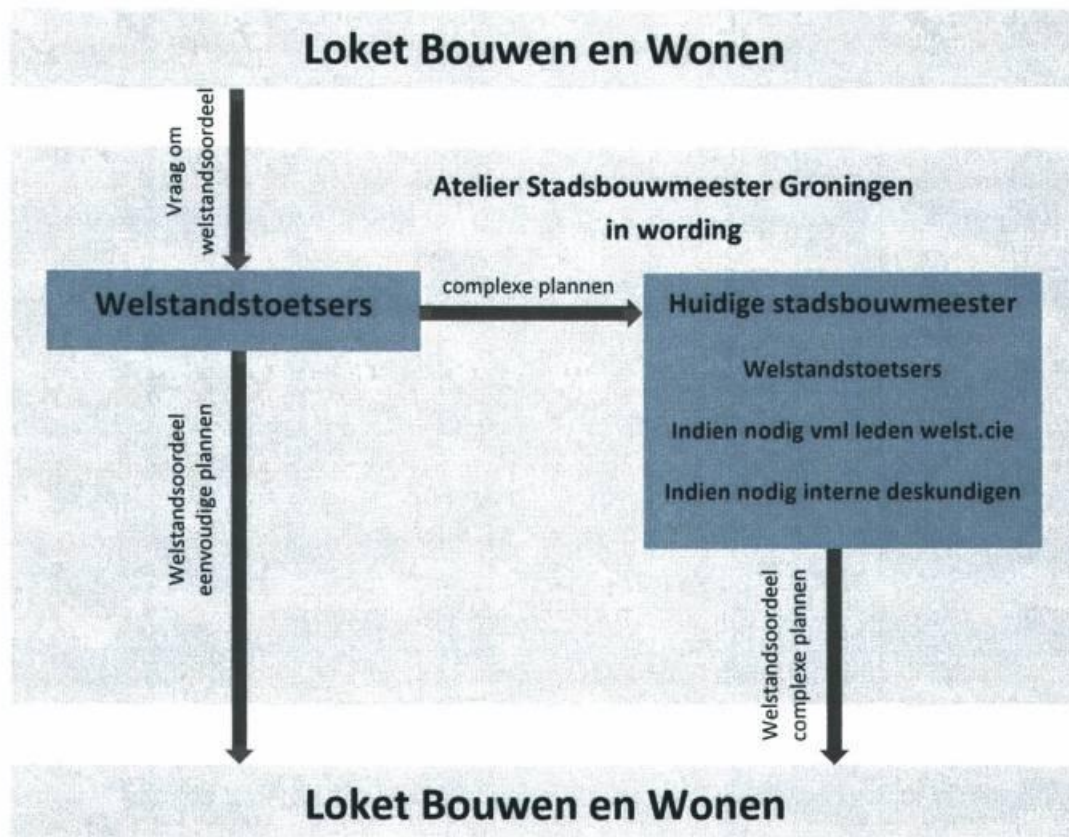 Loket Bouwen en Wonen
Vraag om
welstandsoordeel
Atelier Stadsbouwmeester Groningen
in wording
Welstandstoetsers
complexe plannen
Huidige stadsbouwmeester
Welstandstoetsers
Indien nodig vml leden welst.cie
Indien nodig interne deskundigen
Welstandsoordeel
eenvoudige plannen
Welstandsoordeel
complexe plannen
Loket Bouwen en Wonen